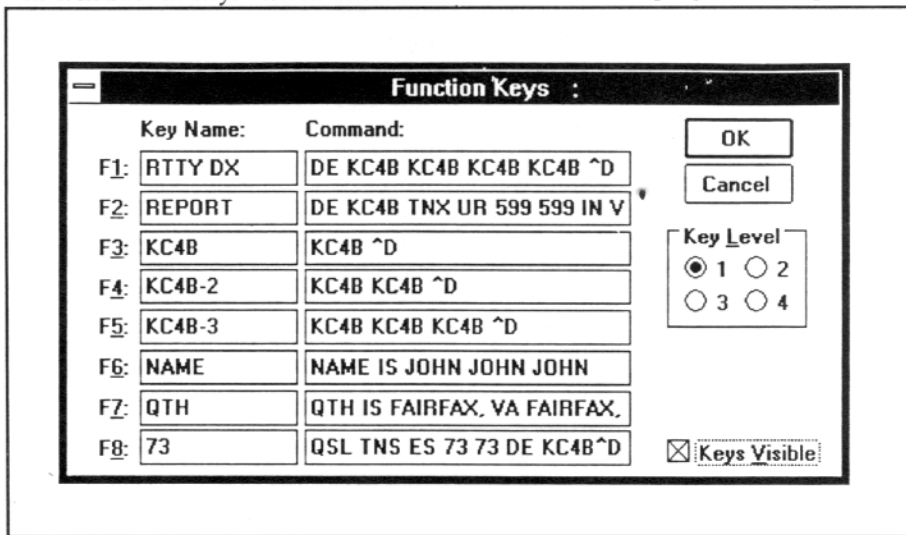 Function Keys :
Key Name: Command:
OK
Cancel
F1: RTTY DX DE KC4B KC4B KC4B KC4B ^D
F2: REPORT DE KC4B TNX UR 599 599 IN V
F3: KC4B KC4B ^D
F4: KC4B-2 KC4B KC4B ^D
F5: KC4B-3 KC4B KC4B KC4B ^D
F6: NAME NAME IS JOHN JOHN JOHN
F7: QTH QTH IS FAIRFAX, VA FAIRFAX,
F8: 73 QSL TNS ES 73 73 DE KC4B^D
Key Level
1 2
3 4
Keys Visible